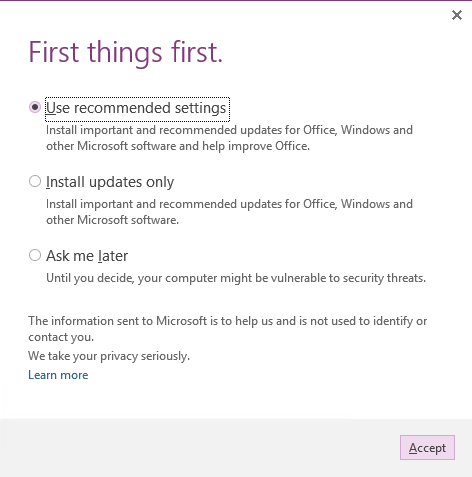 First things first.
Use recommended settings
Install important and recommended updates for Office, Windows and
other Microsoft software and help improve Office.
Install updates only
Install important and recommended updates for Office, Windows and
other Microsoft software.
Ask me later
Until you decide, your computer might be vulnerable to security threats.
The information sent to Microsoft is to help us and is not used to identify or
contact you.
We take your privacy seriously.
Learn more
Accept